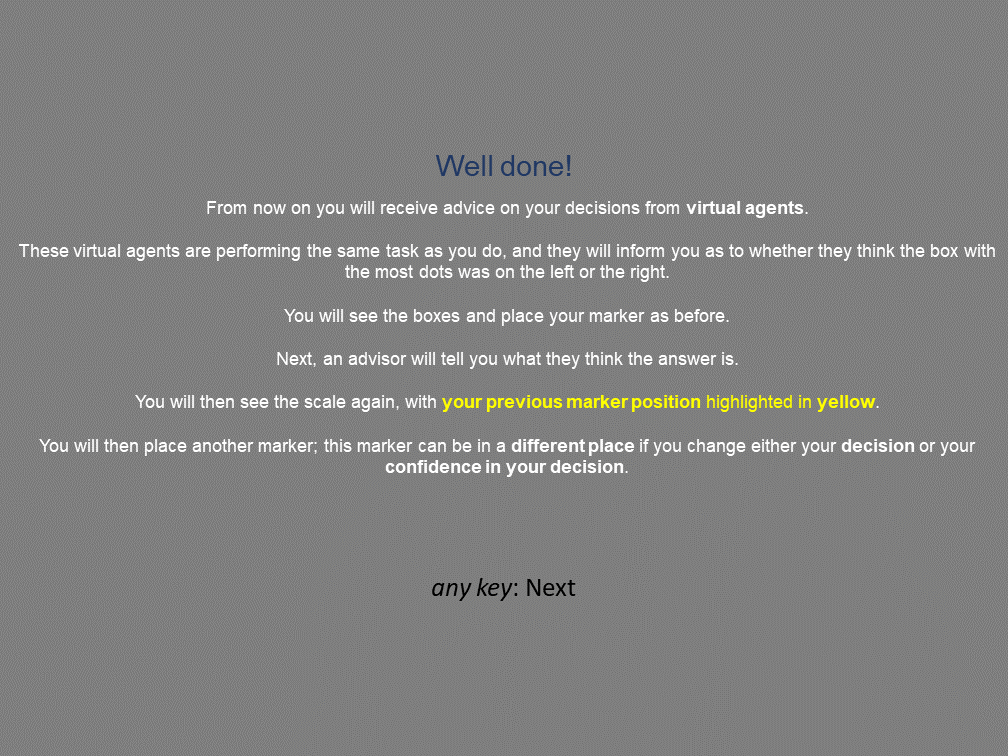 Well done!
From now on you will receive advice on your decisions from virtual agents.
These virtual agents are performing the same task as you do, and they will inform you as to whether they think the box with
the most dots was on the left or the right.
You will see the boxes and place your marker as before.
Next, an advisor will tell you what they think the answer is.
You will then see the scale again, with your previous marker position highlighted in yellow.
You will then place another marker; this marker can be in a different place if you change either your decision or your
confidence in your decision.
any key: Next